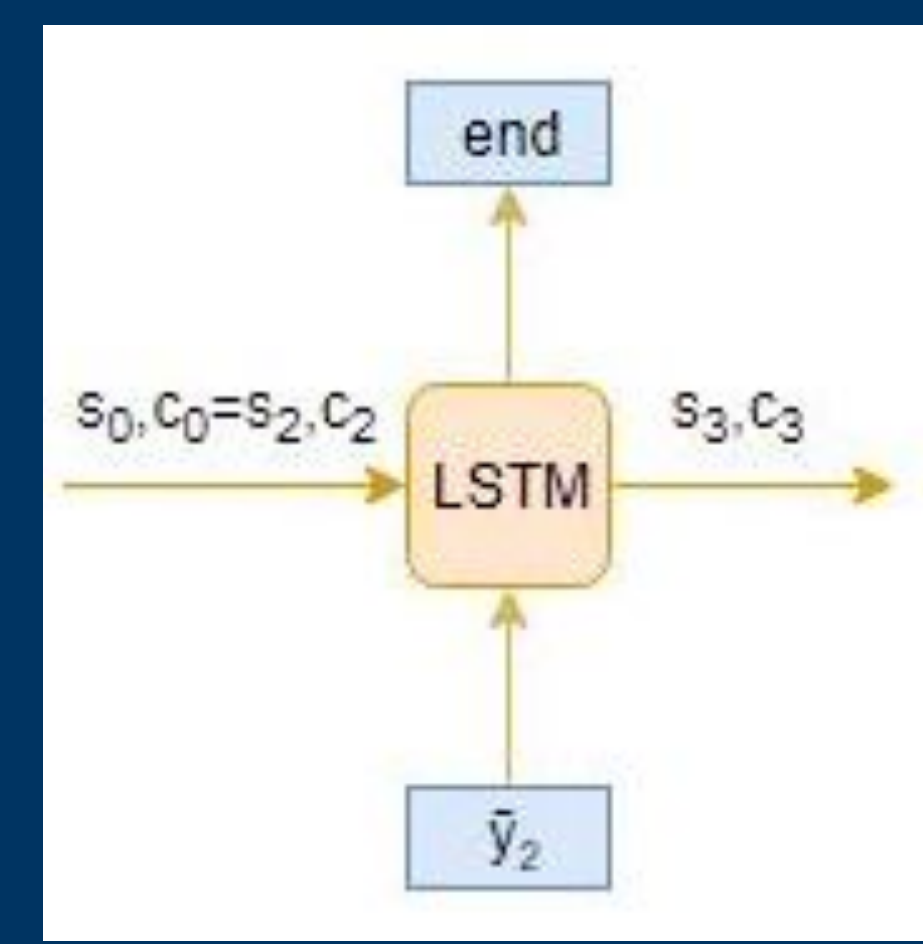 end
s₀,c₀=s₂,c₂
LSTM
s₃,c₃
ȳ₂